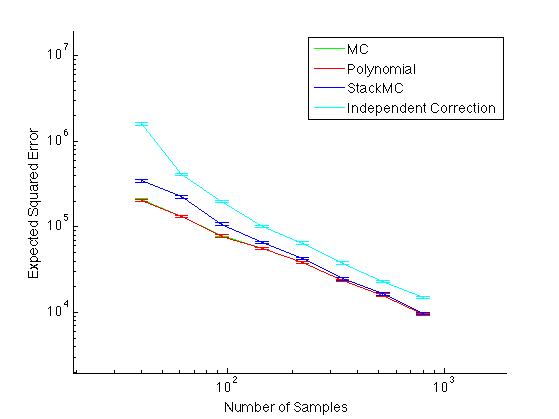 10^7
10^6
10^5
10^4
10^2
10^3
Expected Squared Error
Number of Samples
MC
Polynomial
StackMC
Independent Correction